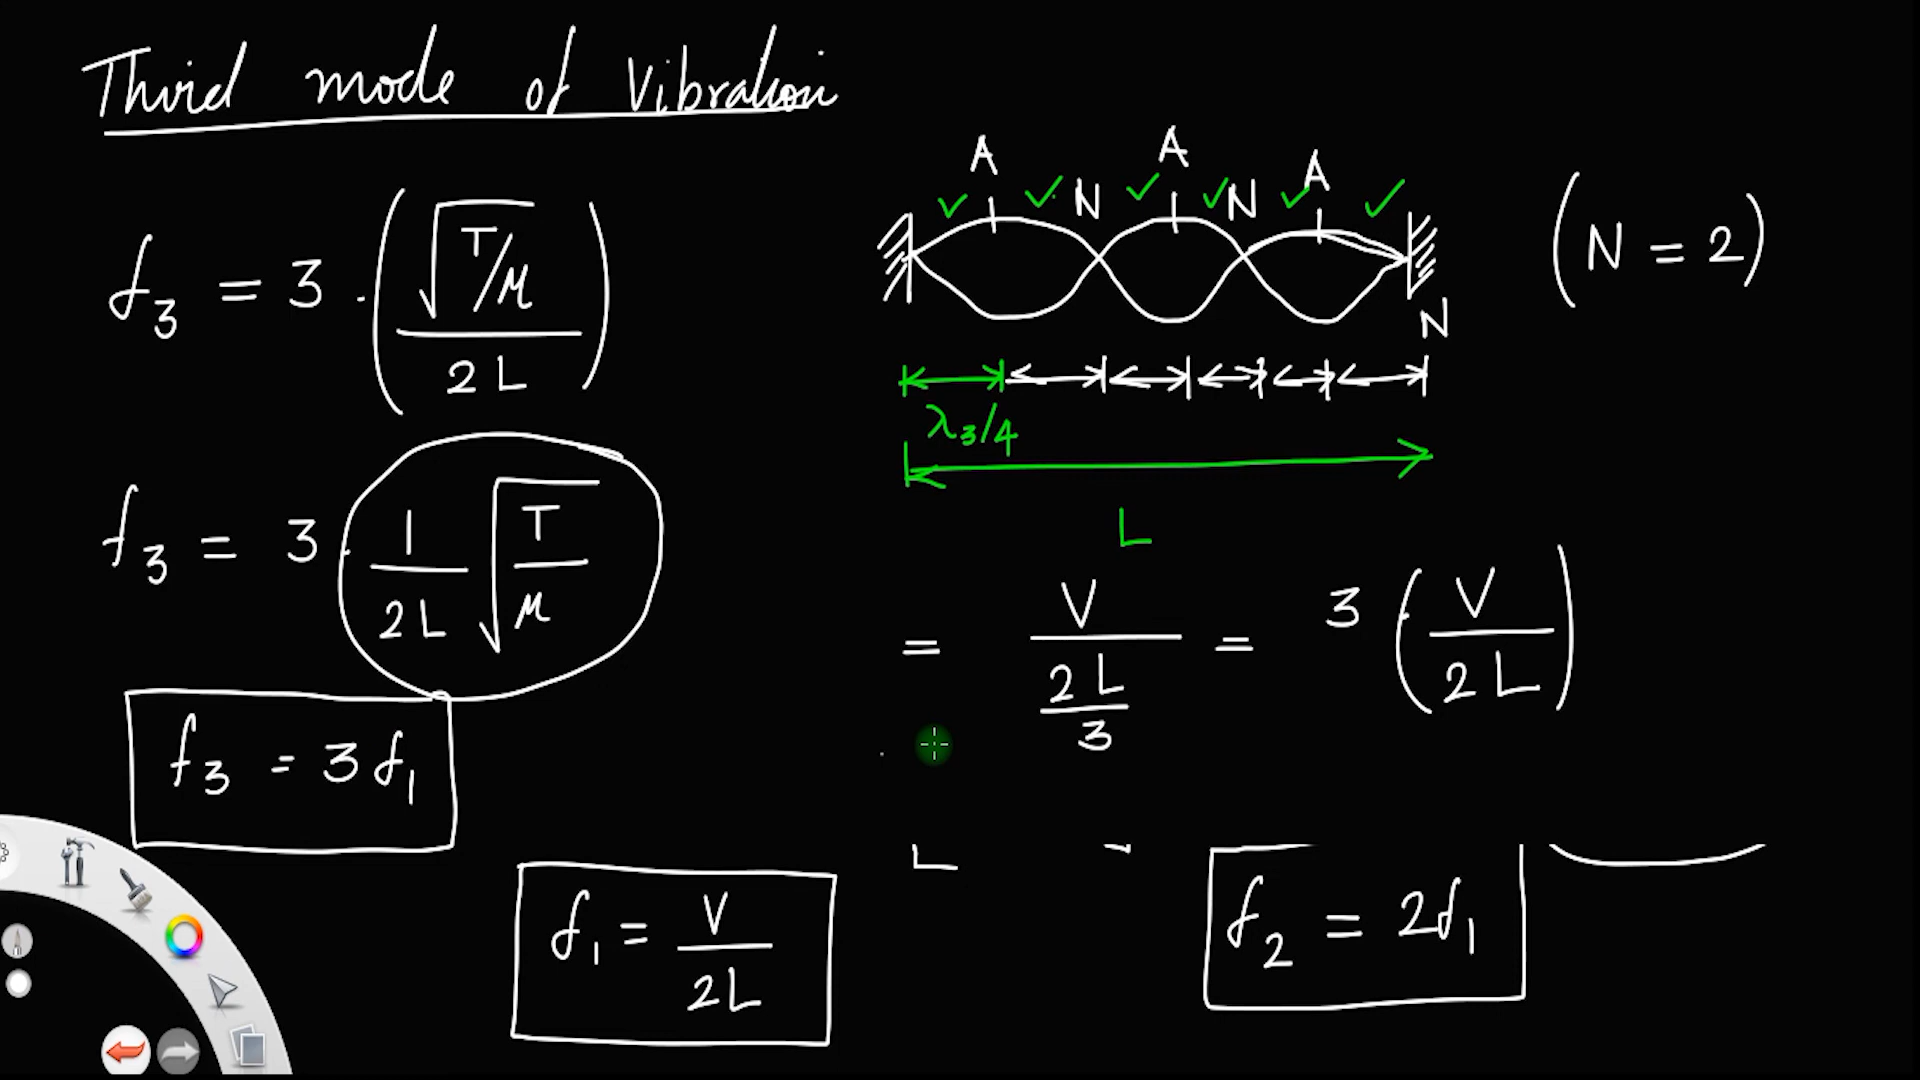 Third mode of Vibration
A A A
N N
(N = 2)
N
f₃ = 3 · (√(T/μ) / 2L)
λ₃/4
L
f₃ = 3 · 1/2L √(T/μ)
= V / (2L/3) = 3 · (V/2L)
f₃ = 3f₁
f₁ = V/2L
f₂ = 2f₁